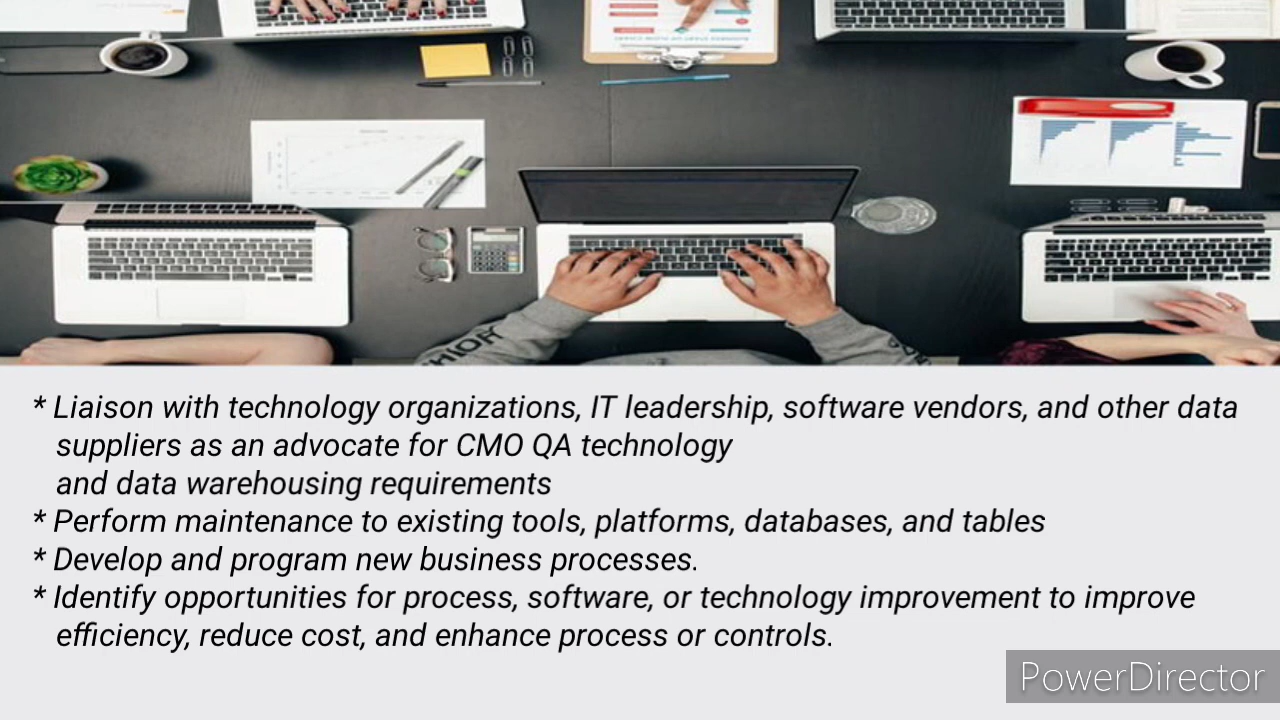 HIOR
* Liaison with technology organizations, IT leadership, software vendors, and other data
suppliers as an advocate for CMO QA technology
and data warehousing requirements
* Perform maintenance to existing tools, platforms, databases, and tables
* Develop and program new business processes.
* Identify opportunities for process, software, or technology improvement to improve
efficiency, reduce cost, and enhance process or controls.
PowerDirector